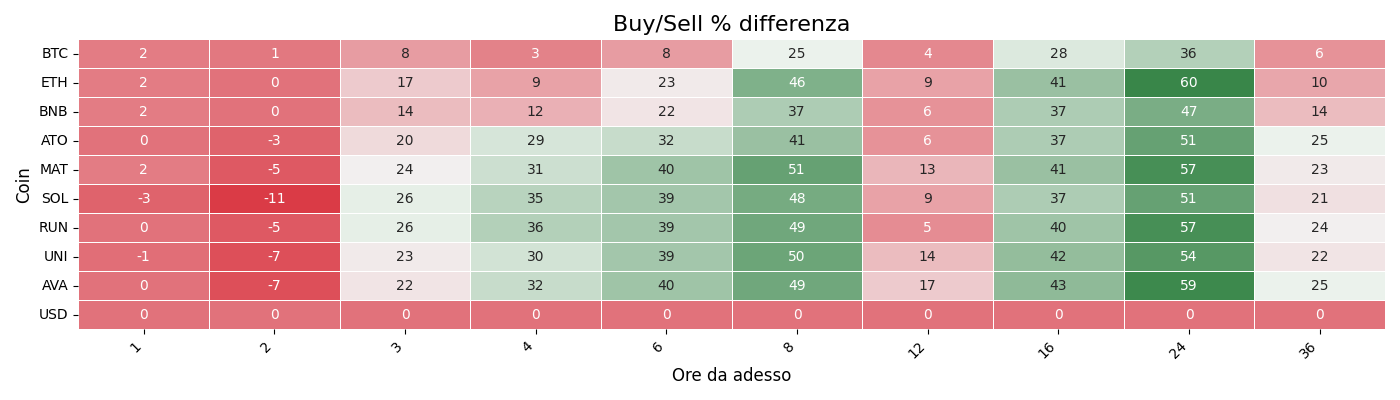 Buy/Sell % differenza
Coin
BTC 2 1 8 3 8 25 4 28 36 6
ETH 2 0 17 9 23 46 9 41 60 10
BNB 2 0 14 12 22 37 6 37 47 14
ATO 0 -3 20 29 32 41 6 37 51 25
MAT 2 -5 24 31 40 51 13 41 57 23
SOL -3 -11 26 35 39 48 9 37 51 21
RUN 0 -5 26 36 39 49 5 40 57 24
UNI -1 -7 23 30 39 50 14 42 54 22
AVA 0 -7 22 32 40 49 17 43 59 25
USD 0 0 0 0 0 0 0 0 0 0
1 2 3 4 6 8 12 16 24 36
Ore da adesso